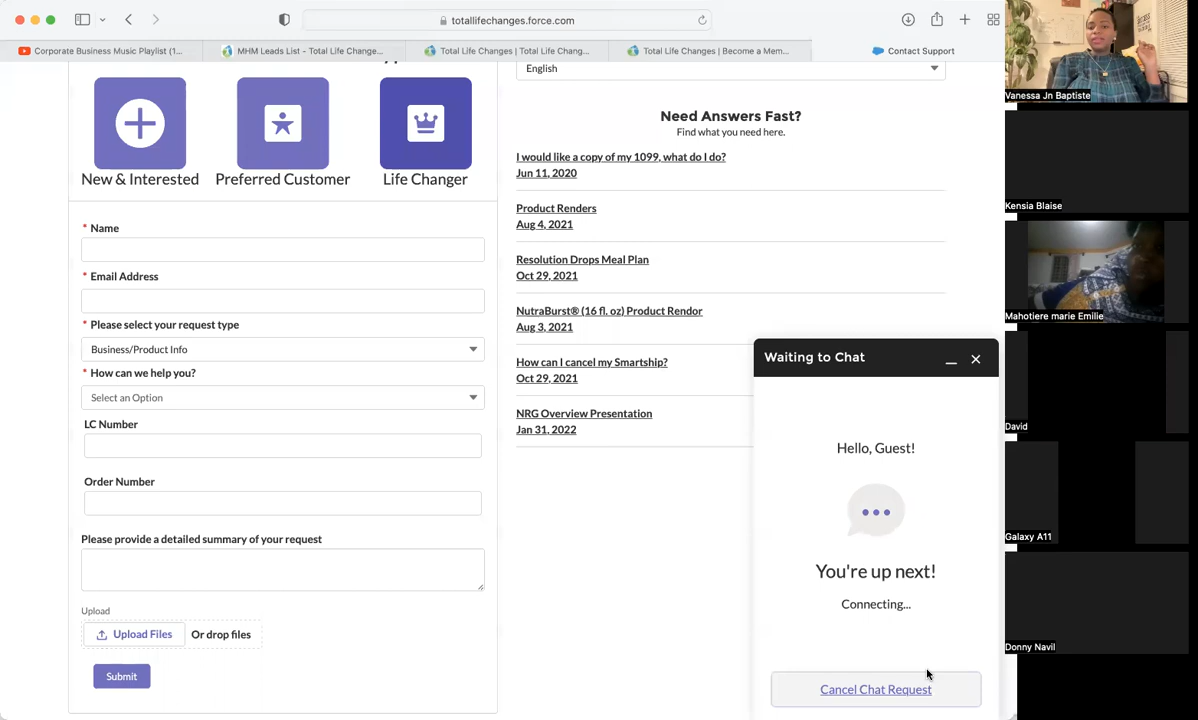 totallifechanges.force.com
Corporate Business Music Playlist (1...
MHM Leads List - Total Life Change...
Total Life Changes | Total Life Chang...
Total Life Changes | Become a Mem...
Contact Support
New & Interested
Preferred Customer
Life Changer
* Name
* Email Address
* Please select your request type
Business/Product Info
* How can we help you?
Select an Option
LC Number
Order Number
Please provide a detailed summary of your request
Upload
Upload Files
Or drop files
Submit
English
Need Answers Fast?
Find what you need here.
I would like a copy of my 1099, what do I do?
Jun 11, 2020
Product Renders
Aug 4, 2021
Resolution Drops Meal Plan
Oct 29, 2021
NutraBurst® (16 fl. oz) Product Rendor
Aug 3, 2021
How can I cancel my Smartship?
Oct 29, 2021
NRG Overview Presentation
Jan 31, 2022
Waiting to Chat
Hello, Guest!
You're up next!
Connecting...
Cancel Chat Request
Vanessa Jn Baptiste
Kensia Blaise
Mahotiere marie Emilie
David
Galaxy A11
Donny Navil